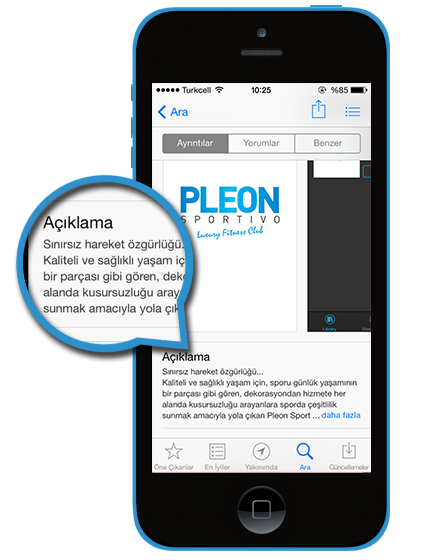 Turkcell 10:25 %85
Ara
Ayrıntılar Yorumlar Benzer
PLEON
SPORTIVO
Luxury Fitness Club
Library
Açıklama
Sınırsız hareket özgürlüğü...
Kaliteli ve sağlıklı yaşam iç
bir parçası gibi gören, deko
alanda kusursuzluğu arayan
sunmak amacıyla yola çık
Açıklama
Sınırsız hareket özgürlüğü...
Kaliteli ve sağlıklı yaşam için, sporu günlük yaşamının
bir parçası gibi gören, dekorasyondan hizmete her
alanda kusursuzluğu arayanlara sporda çeşitlilik
sunmak amacıyla yola çıkan Pleon Sport ... daha fazla
Öne Çıkanlar En İyiler Yakınımda Ara Güncellemeler